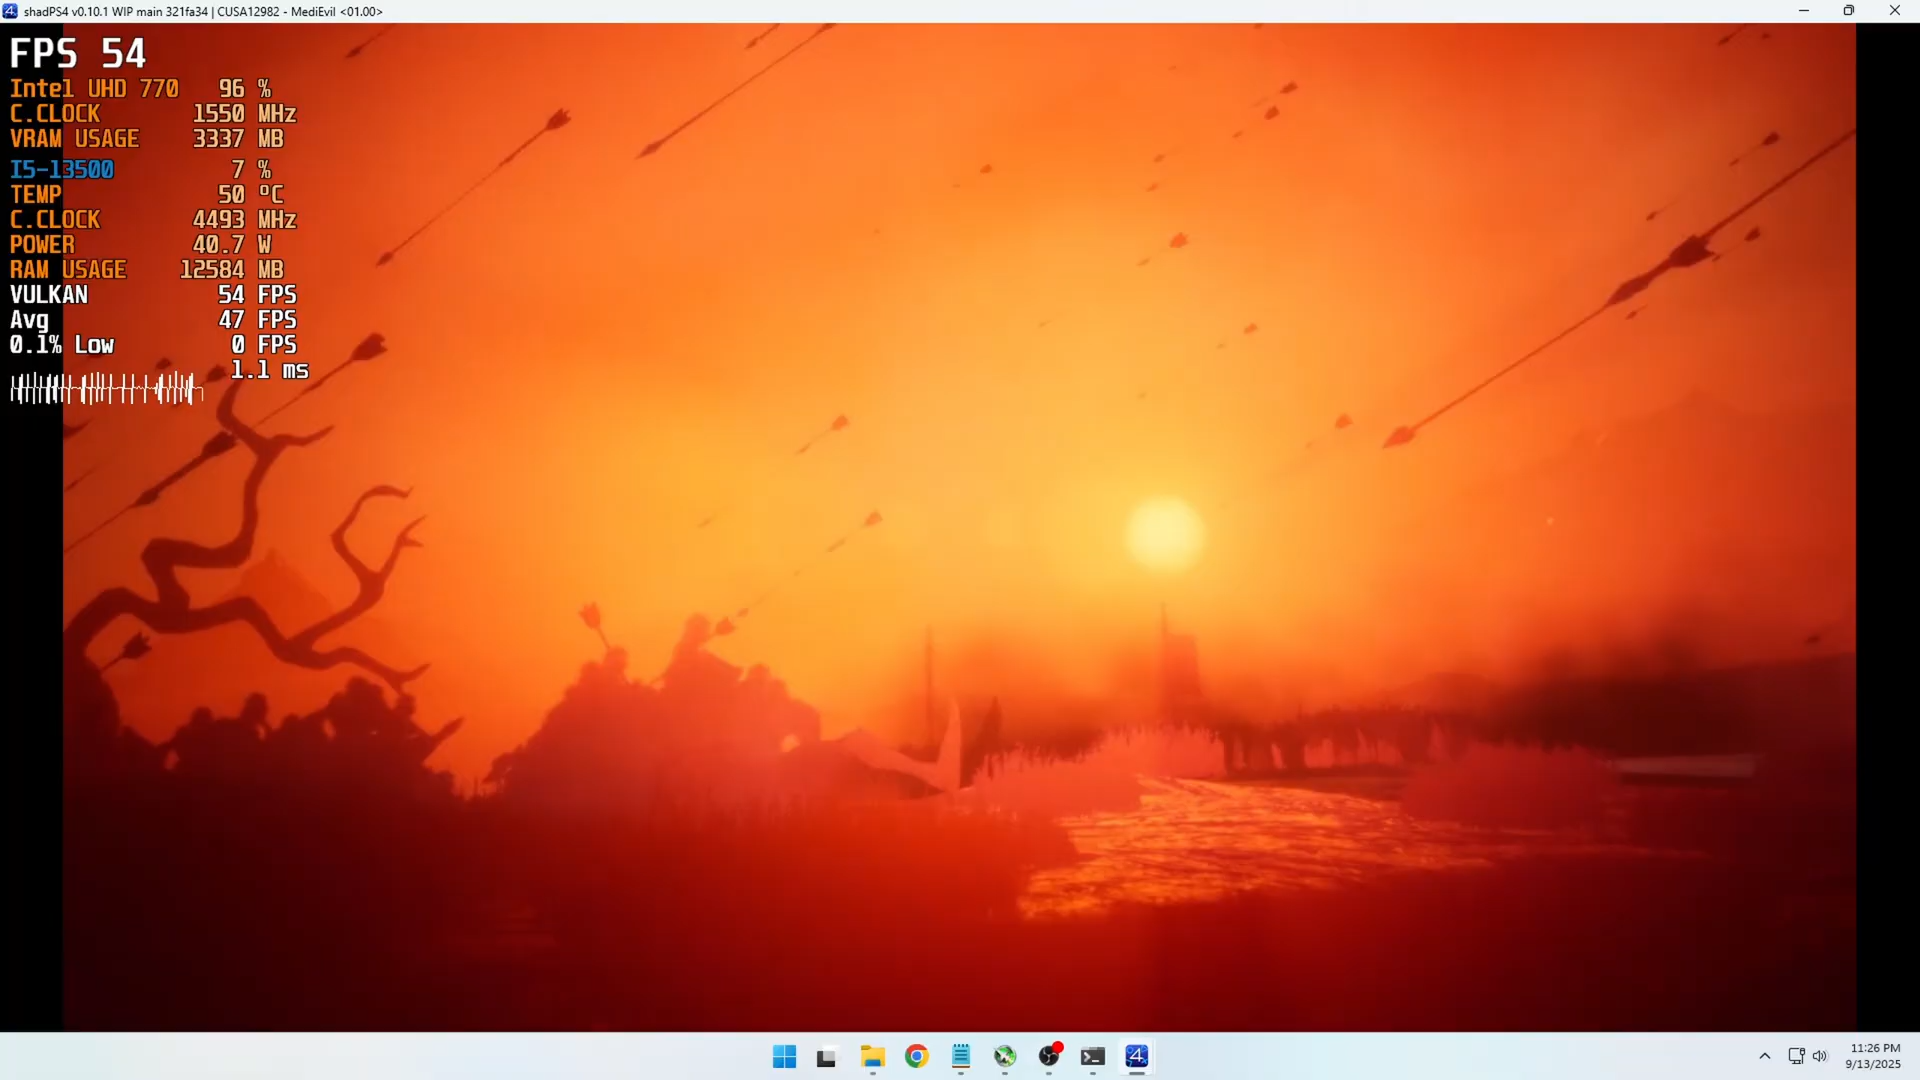 shadPS4 v0.10.1 WIP main 321fa34 | CUSA12982 - MediEvil <01.00>
FPS 54
Intel UHD 770 96 %
C.CLOCK 1550 MHz
VRAM USAGE 3337 MB
I5-13500 7 %
TEMP 50 ºC
C.CLOCK 4493 MHz
POWER 40.7 W
RAM USAGE 12584 MB
VULKAN 54 FPS
Avg 47 FPS
0.1% Low 0 FPS
1.1 ms
11:26 PM
9/13/2025